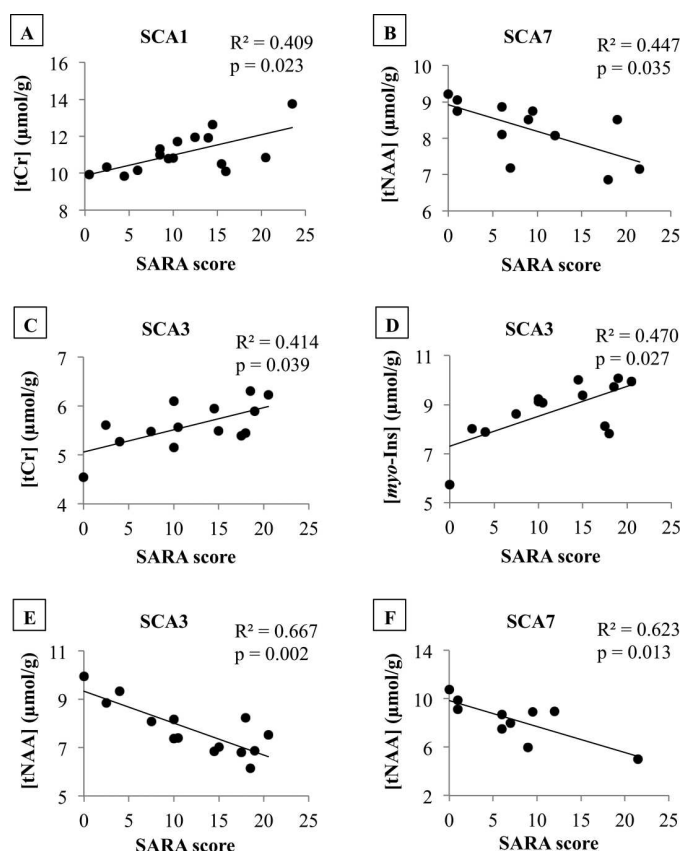 A
SCA1
R² = 0.409
p = 0.023
[tCr] (μmol/g)
16
14
12
10
8
0 5 10 15 20 25
SARA score
B
SCA7
R² = 0.447
p = 0.035
[tNAA] (μmol/g)
10
9
8
7
6
0 5 10 15 20 25
SARA score
C
SCA3
R² = 0.414
p = 0.039
[tCr] (μmol/g)
7
6
5
4
0 5 10 15 20 25
SARA score
D
SCA3
R² = 0.470
p = 0.027
[myo-Ins] (μmol/g)
11
9
7
5
0 5 10 15 20 25
SARA score
E
SCA3
R² = 0.667
p = 0.002
[tNAA] (μmol/g)
11
9
7
5
0 5 10 15 20 25
SARA score
F
SCA7
R² = 0.623
p = 0.013
[tNAA] (μmol/g)
14
10
6
2
0 5 10 15 20 25
SARA score